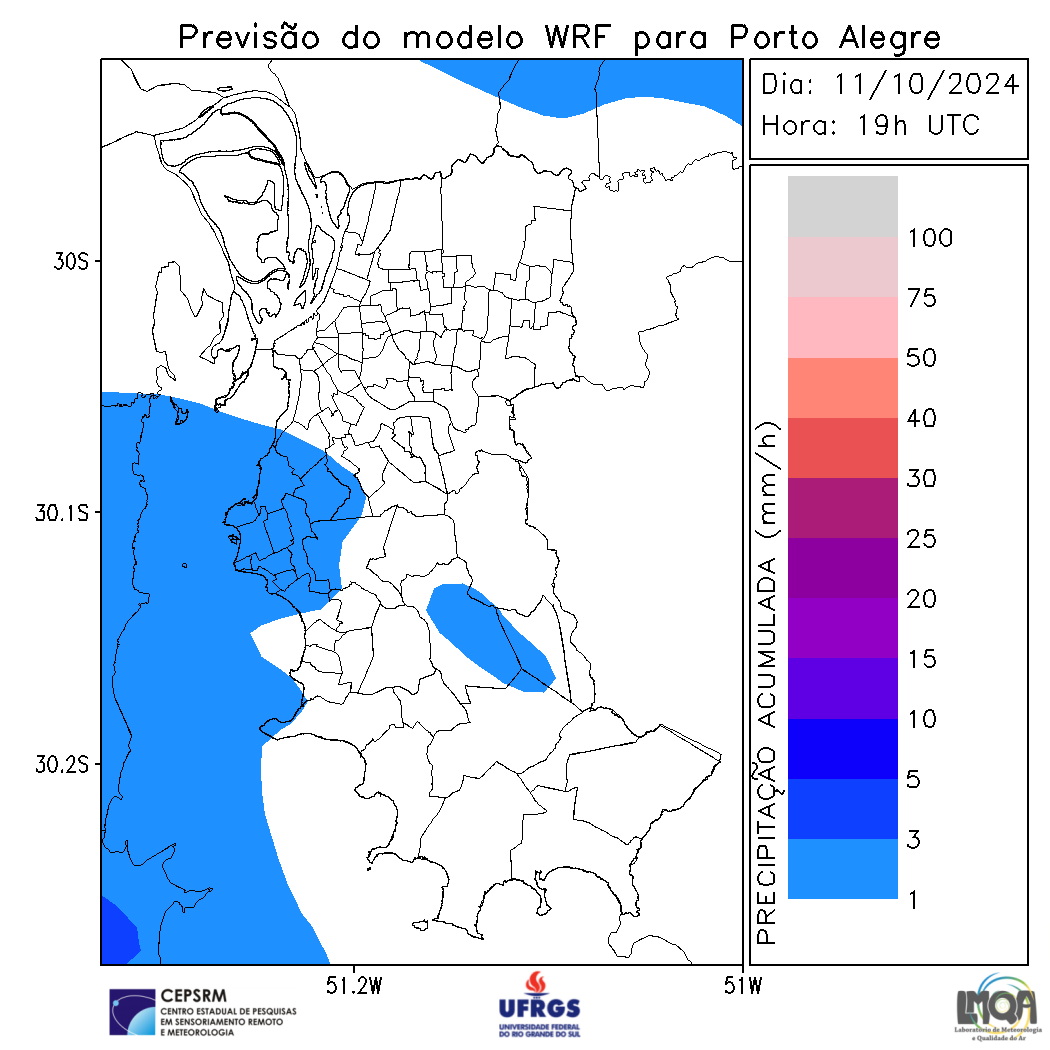 Previsão do modelo WRF para Porto Alegre
Dia: 11/10/2024
Hora: 19h UTC
30S
30.1S
30.2S
51.2W
51W
PRECIPITAÇÃO ACUMULADA (mm/h)
100
75
50
40
30
25
20
15
10
5
3
1
CEPSRM
CENTRO ESTADUAL DE PESQUISAS
EM SENSORIAMENTO REMOTO
E METEOROLOGIA
UFRGS
UNIVERSIDADE FEDERAL
DO RIO GRANDE DO SUL
LMQA
Laboratório de Meteorologia
e Qualidade do Ar